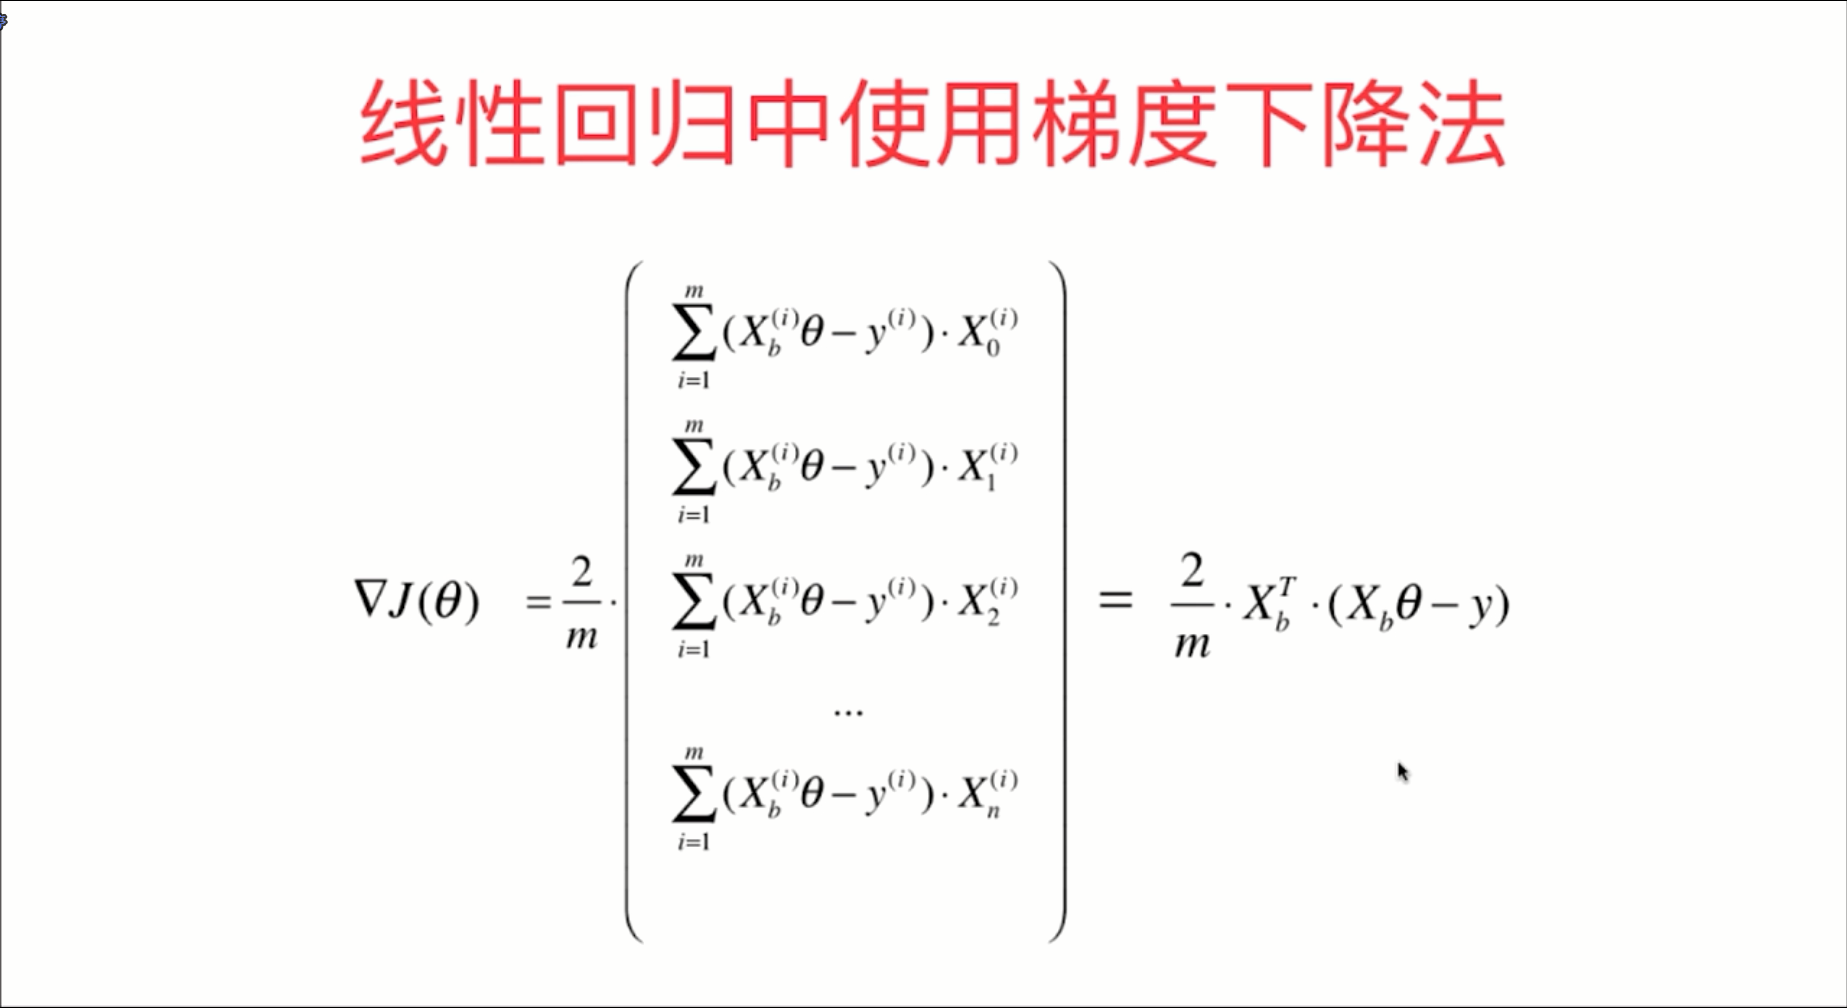 线性回归中使用梯度下降法
$\nabla J(\theta) = \frac{2}{m} \cdot \begin{pmatrix} \sum_{i=1}^{m} (X_b^{(i)}\theta - y^{(i)}) \cdot X_0^{(i)} \\ \sum_{i=1}^{m} (X_b^{(i)}\theta - y^{(i)}) \cdot X_1^{(i)} \\ \sum_{i=1}^{m} (X_b^{(i)}\theta - y^{(i)}) \cdot X_2^{(i)} \\ \cdots \\ \sum_{i=1}^{m} (X_b^{(i)}\theta - y^{(i)}) \cdot X_n^{(i)} \end{pmatrix} = \frac{2}{m} \cdot X_b^T \cdot (X_b\theta - y)$